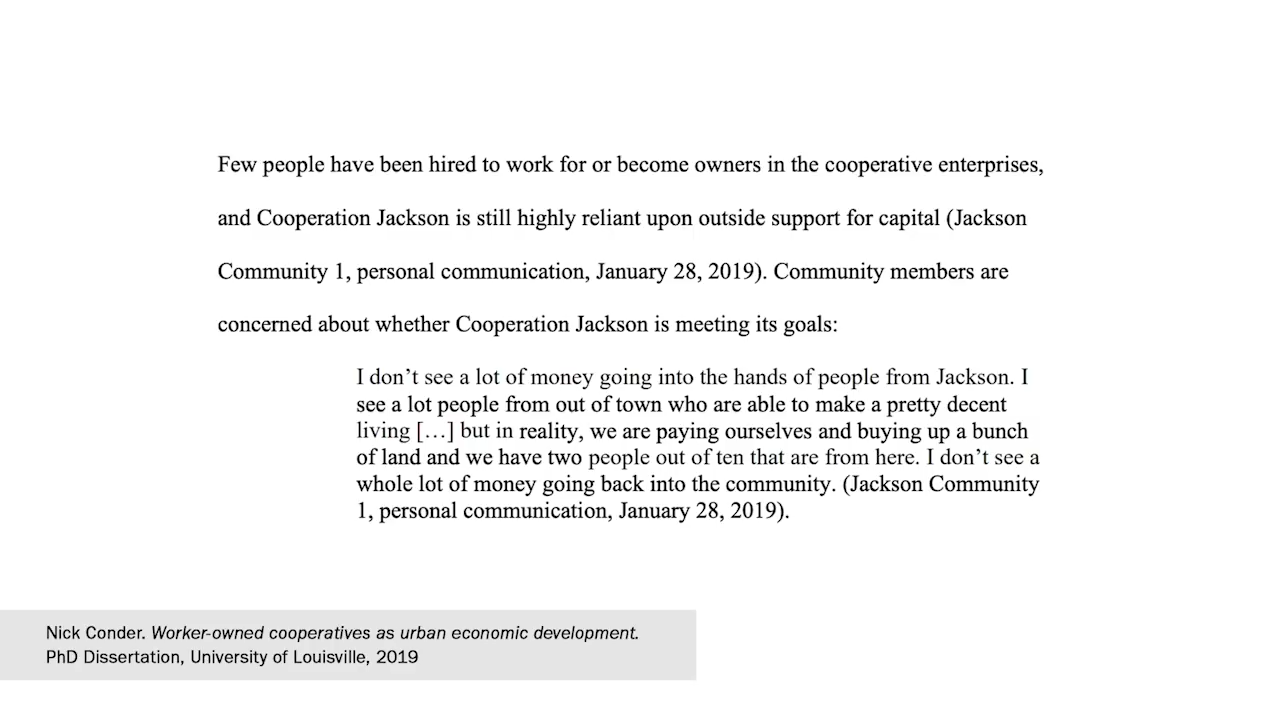 Few people have been hired to work for or become owners in the cooperative enterprises,
and Cooperation Jackson is still highly reliant upon outside support for capital (Jackson
Community 1, personal communication, January 28, 2019). Community members are
concerned about whether Cooperation Jackson is meeting its goals:
I don’t see a lot of money going into the hands of people from Jackson. I
see a lot people from out of town who are able to make a pretty decent
living […] but in reality, we are paying ourselves and buying up a bunch
of land and we have two people out of ten that are from here. I don’t see a
whole lot of money going back into the community. (Jackson Community
1, personal communication, January 28, 2019).
Nick Conder. Worker-owned cooperatives as urban economic development.
PhD Dissertation, University of Louisville, 2019